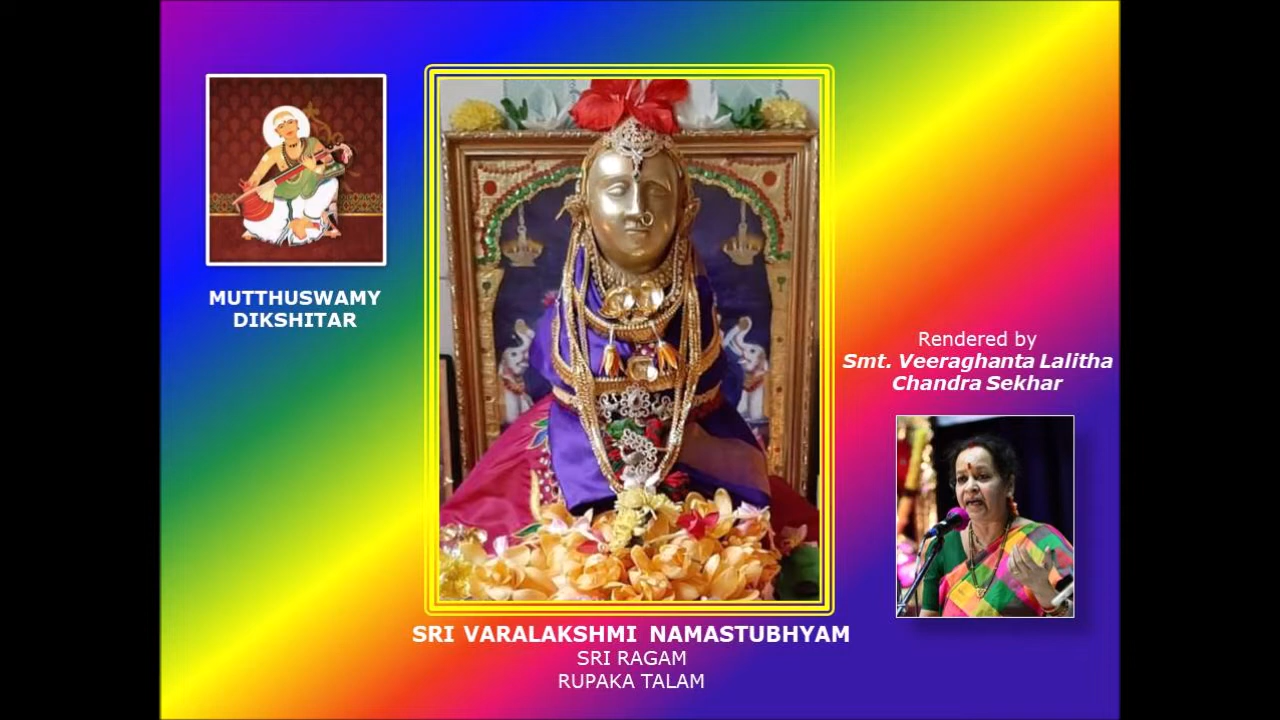 MUTTHUSWAMY
DIKSHITAR
Rendered by
Smt. Veeraghanta Lalitha
Chandra Sekhar
SRI VARALAKSHMI NAMASTUBHYAM
SRI RAGAM
RUPAKA TALAM